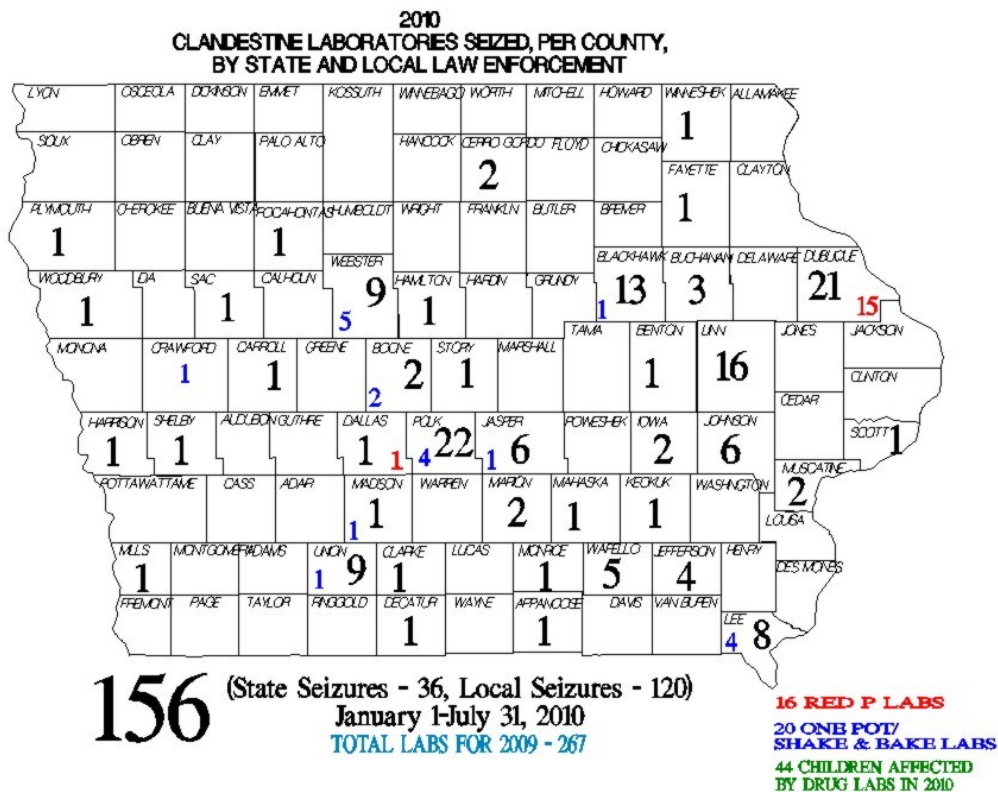 2010
CLANDESTINE LABORATORIES SEIZED, PER COUNTY,
BY STATE AND LOCAL LAW ENFORCEMENT
LYON OSCEOLA DICKINSON EMMET KOSSUTH WINNEBAGO WORTH MITCHELL HOWARD WINNESHEK ALLAMAKEE
1
SIOUX OBRIEN CLAY PALO ALTO HANCOCK CERRO GORDO FLOYD CHICKASAW
2
FAYETTE CLAYTON
1
PLYMOUTH CHEROKEE BUENA VISTA POCAHONTAS HUMBOLDT WRIGHT FRANKLIN BUTLER BREMER
1 1
WEBSTER BLACKHAWK BUCHANAN DELAWARE DUBUQUE
9 5 1 13 3 21 15
WOODBURY IDA SAC CALHOUN HAMILTON HARDIN GRUNDY
1 1 1
TAMA BENTON LINN JONES JACKSON
1 16
MONONA CRAWFORD CARROLL GREENE BOONE STORY MARSHALL
1 1 2 2 1
CLINTON
CEDAR
HARRISON SHELBY AUDUBON GUTHRIE DALLAS POLK JASPER POWESHIEK IOWA JOHNSON SCOTT
1 1 1 1 4 22 1 6 2 6 1
MUSCATINE
2
POTTAWATTAMIE CASS ADAIR MADISON WARREN MARION MAHASKA KEOKUK WASHINGTON
1 1 2 1 1
LOUISA
MILLS MONTGOMERY ADAMS UNION CLARKE LUCAS MONROE WAPELLO JEFFERSON HENRY
1 1 9 1 1 5 4
DES MOINES
FREMONT PAGE TAYLOR RINGGOLD DECATUR WAYNE APPANOOSE DAVIS VAN BUREN
1 1
LEE
4 8
156
(State Seizures - 36, Local Seizures - 120)
January 1-July 31, 2010
TOTAL LABS FOR 2009 - 267
16 RED P LABS
20 ONE POT/
SHAKE & BAKE LABS
44 CHILDREN AFFECTED
BY DRUG LABS IN 2010